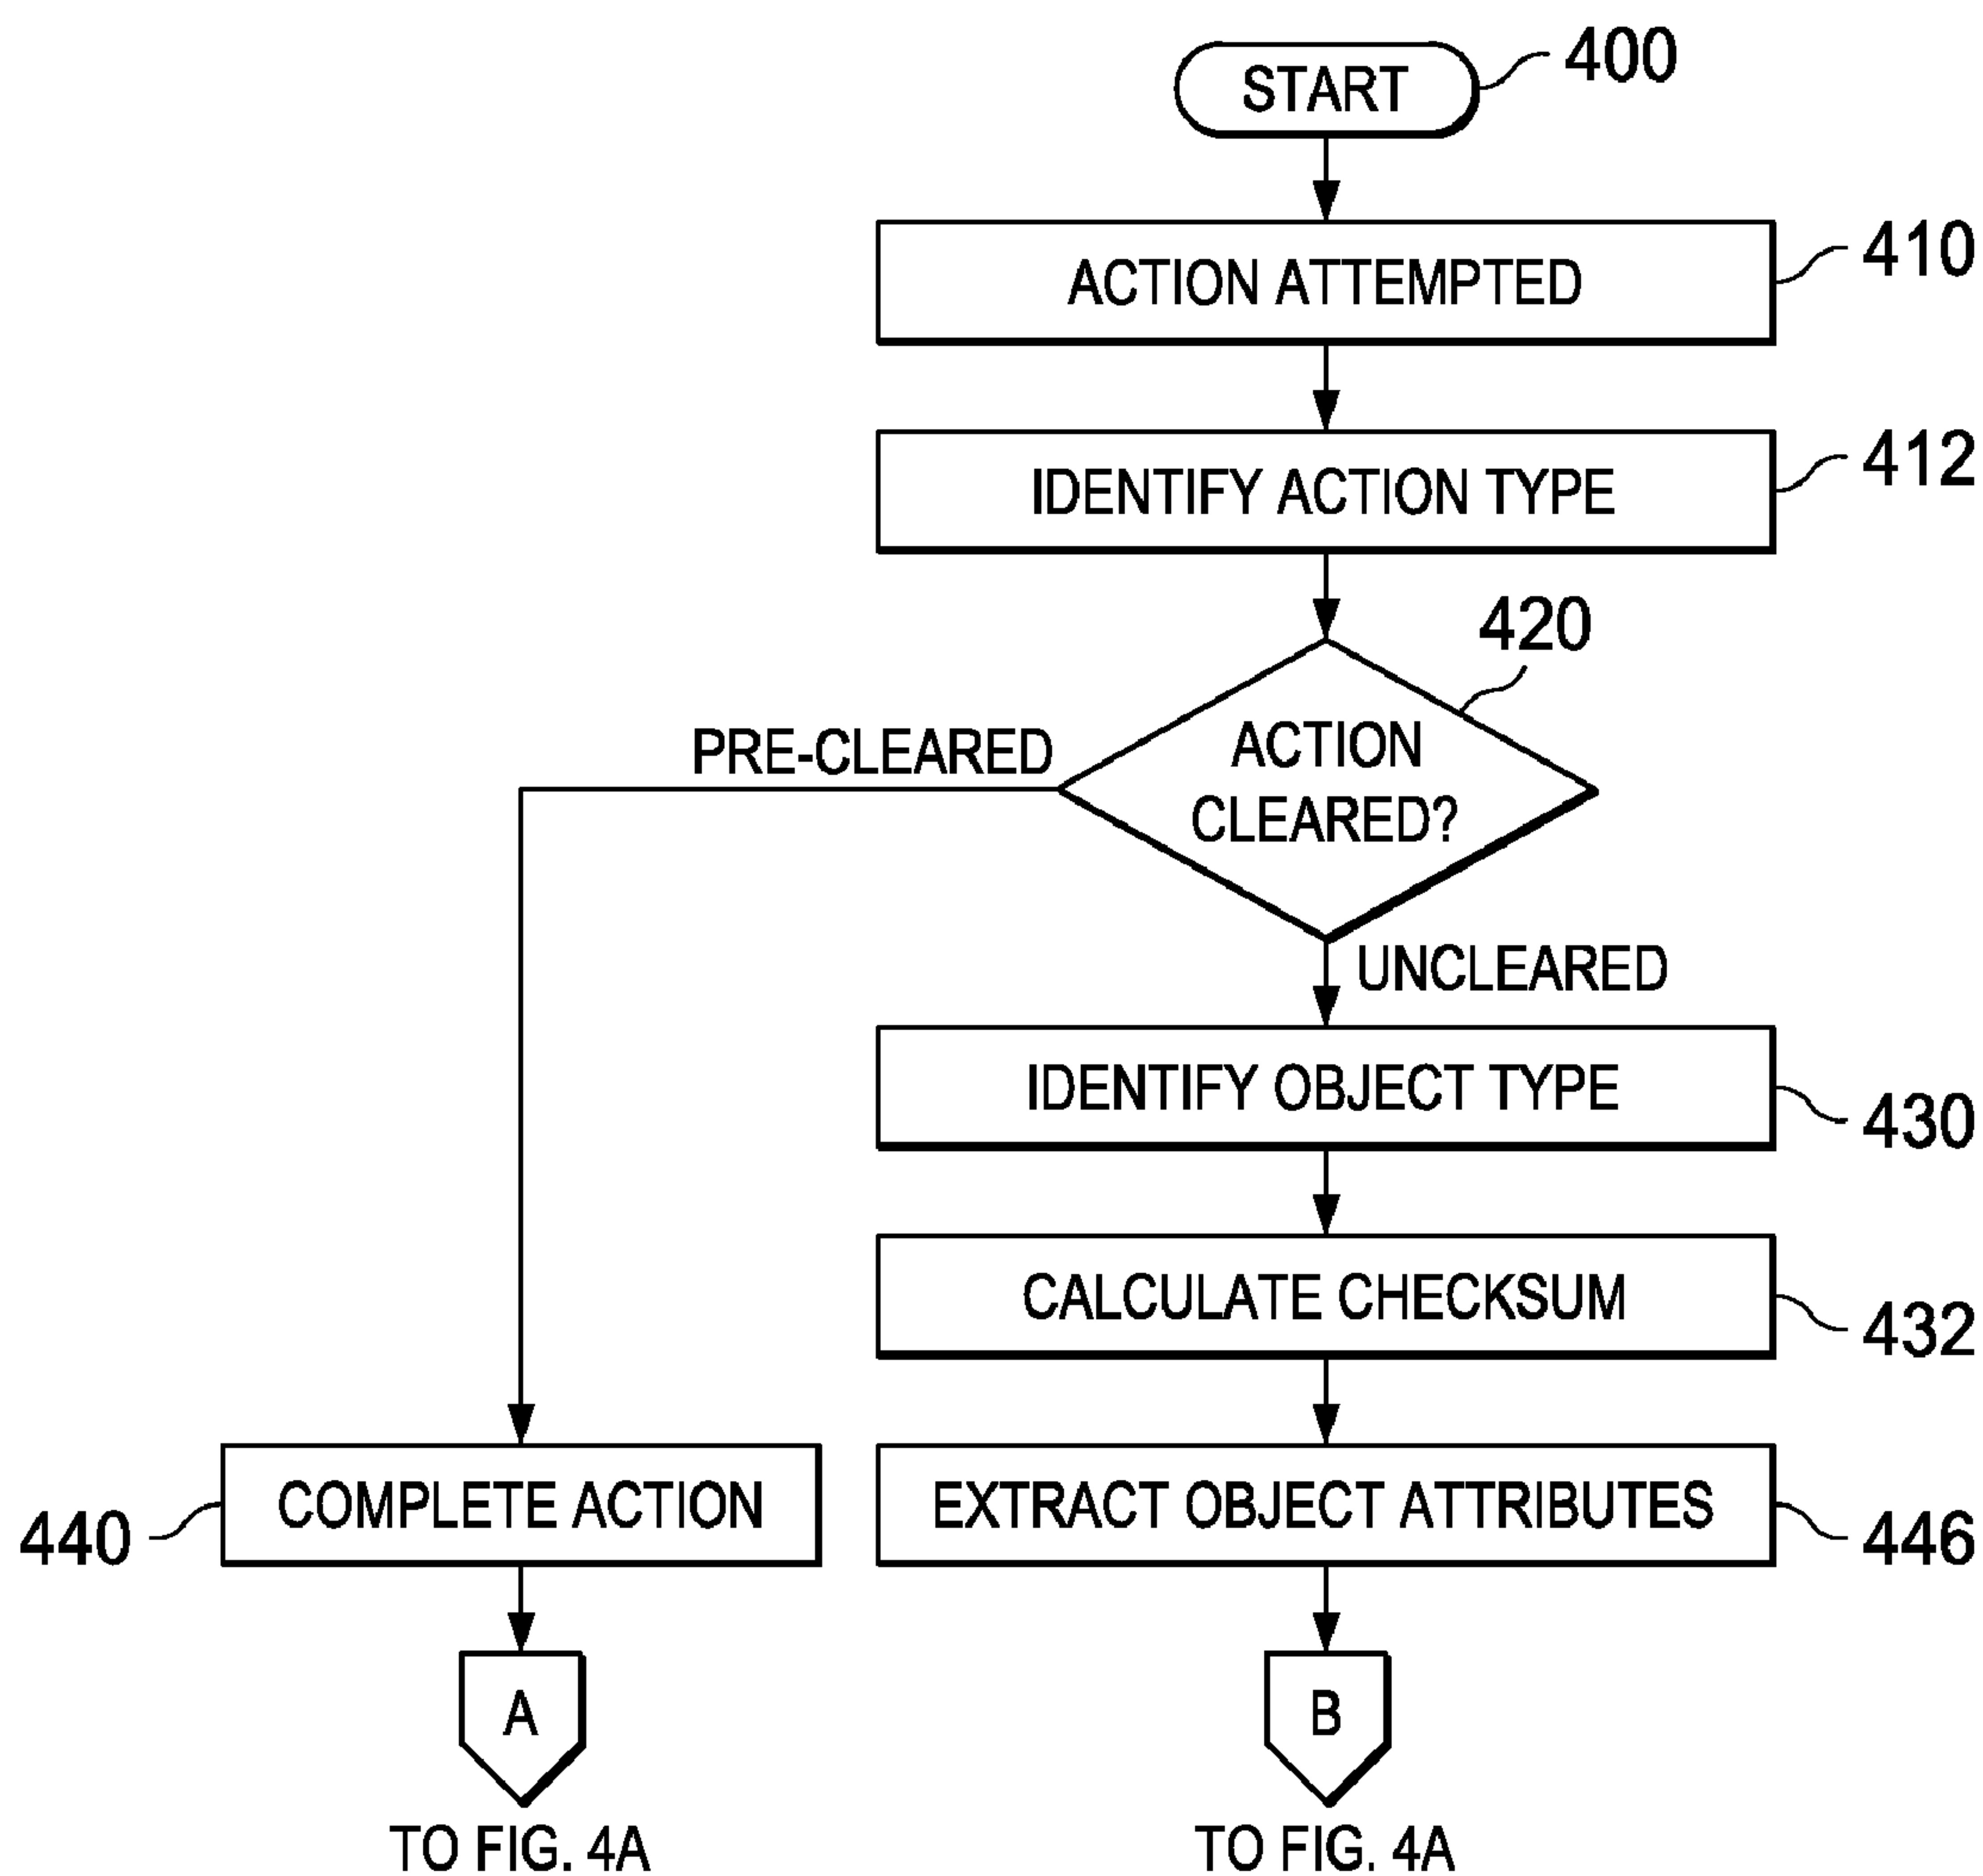 START
400
ACTION ATTEMPTED
410
IDENTIFY ACTION TYPE
412
420
PRE-CLEARED
ACTION
CLEARED?
UNCLEARED
IDENTIFY OBJECT TYPE
430
CALCULATE CHECKSUM
432
440
COMPLETE ACTION
EXTRACT OBJECT ATTRIBUTES
446
A
B
TO FIG. 4A
TO FIG. 4A